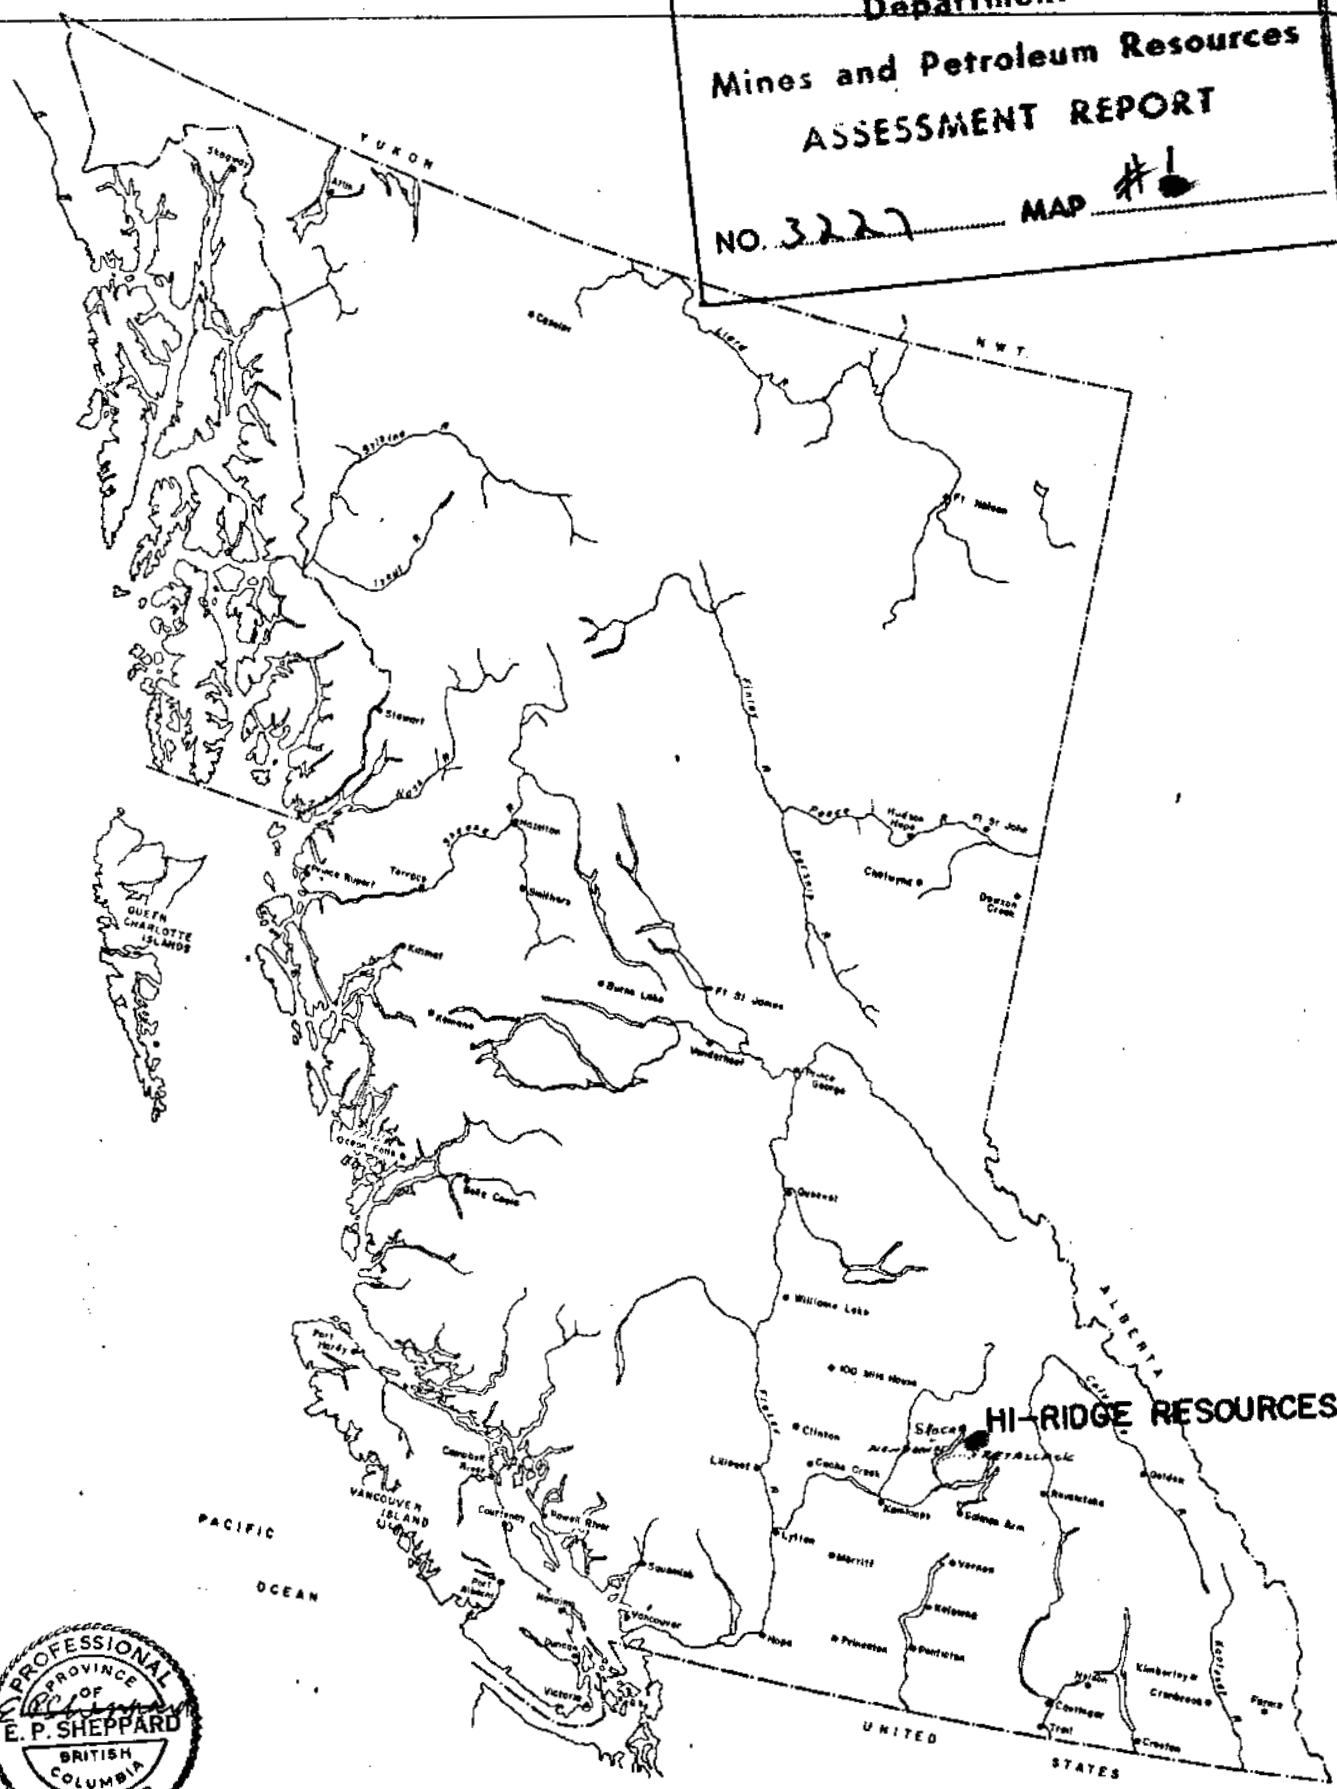 Department
Mines and Petroleum Resources
ASSESSMENT REPORT
NO. 3227 MAP #1
YUKON
Skagway
Atlin
Cassiar
Liard
R
N W T.
Stikine R
Ft Nelson
Iskut R
Finlay
R
Stewart
Nass R
Peace
Hudson
Hope
R
Ft St John
Skeena R
Hazelton
Prince Rupert
Terrace
Smithers
Parsnip
R
Chetwynd
Dawson
Creek
QUEEN
CHARLOTTE
ISLANDS
Kitimat
Burns Lake
Ft St James
Kemano
Vanderhoof
Prince
George
Ocean Falls
Bella Coola
Quesnel
Williams Lake
ALBERTA
Port
Hardy
100 Mile House
Fraser
R
HI-RIDGE RESOURCES
Clinton
Lillooet
Cache Creek
Campbell
River
Golden
R
Revelstoke
Kamloops
Salmon Arm
VANCOUVER
ISLAND
Courtenay
Powell River
PACIFIC
OCEAN
Lytton
Merritt
Squamish
Vernon
Port
Alberni
Nanaimo
Vancouver
Kelowna
Hope
Princeton
Penticton
Duncan
Victoria
Nelson
Kimberley
Cranbrook
Kootenay
R
Fernie
Castlegar
Trail
Creston
UNITED
STATES
PROFESSIONAL
PROVINCE
OF
E. P. SHEPPARD
BRITISH
COLUMBIA